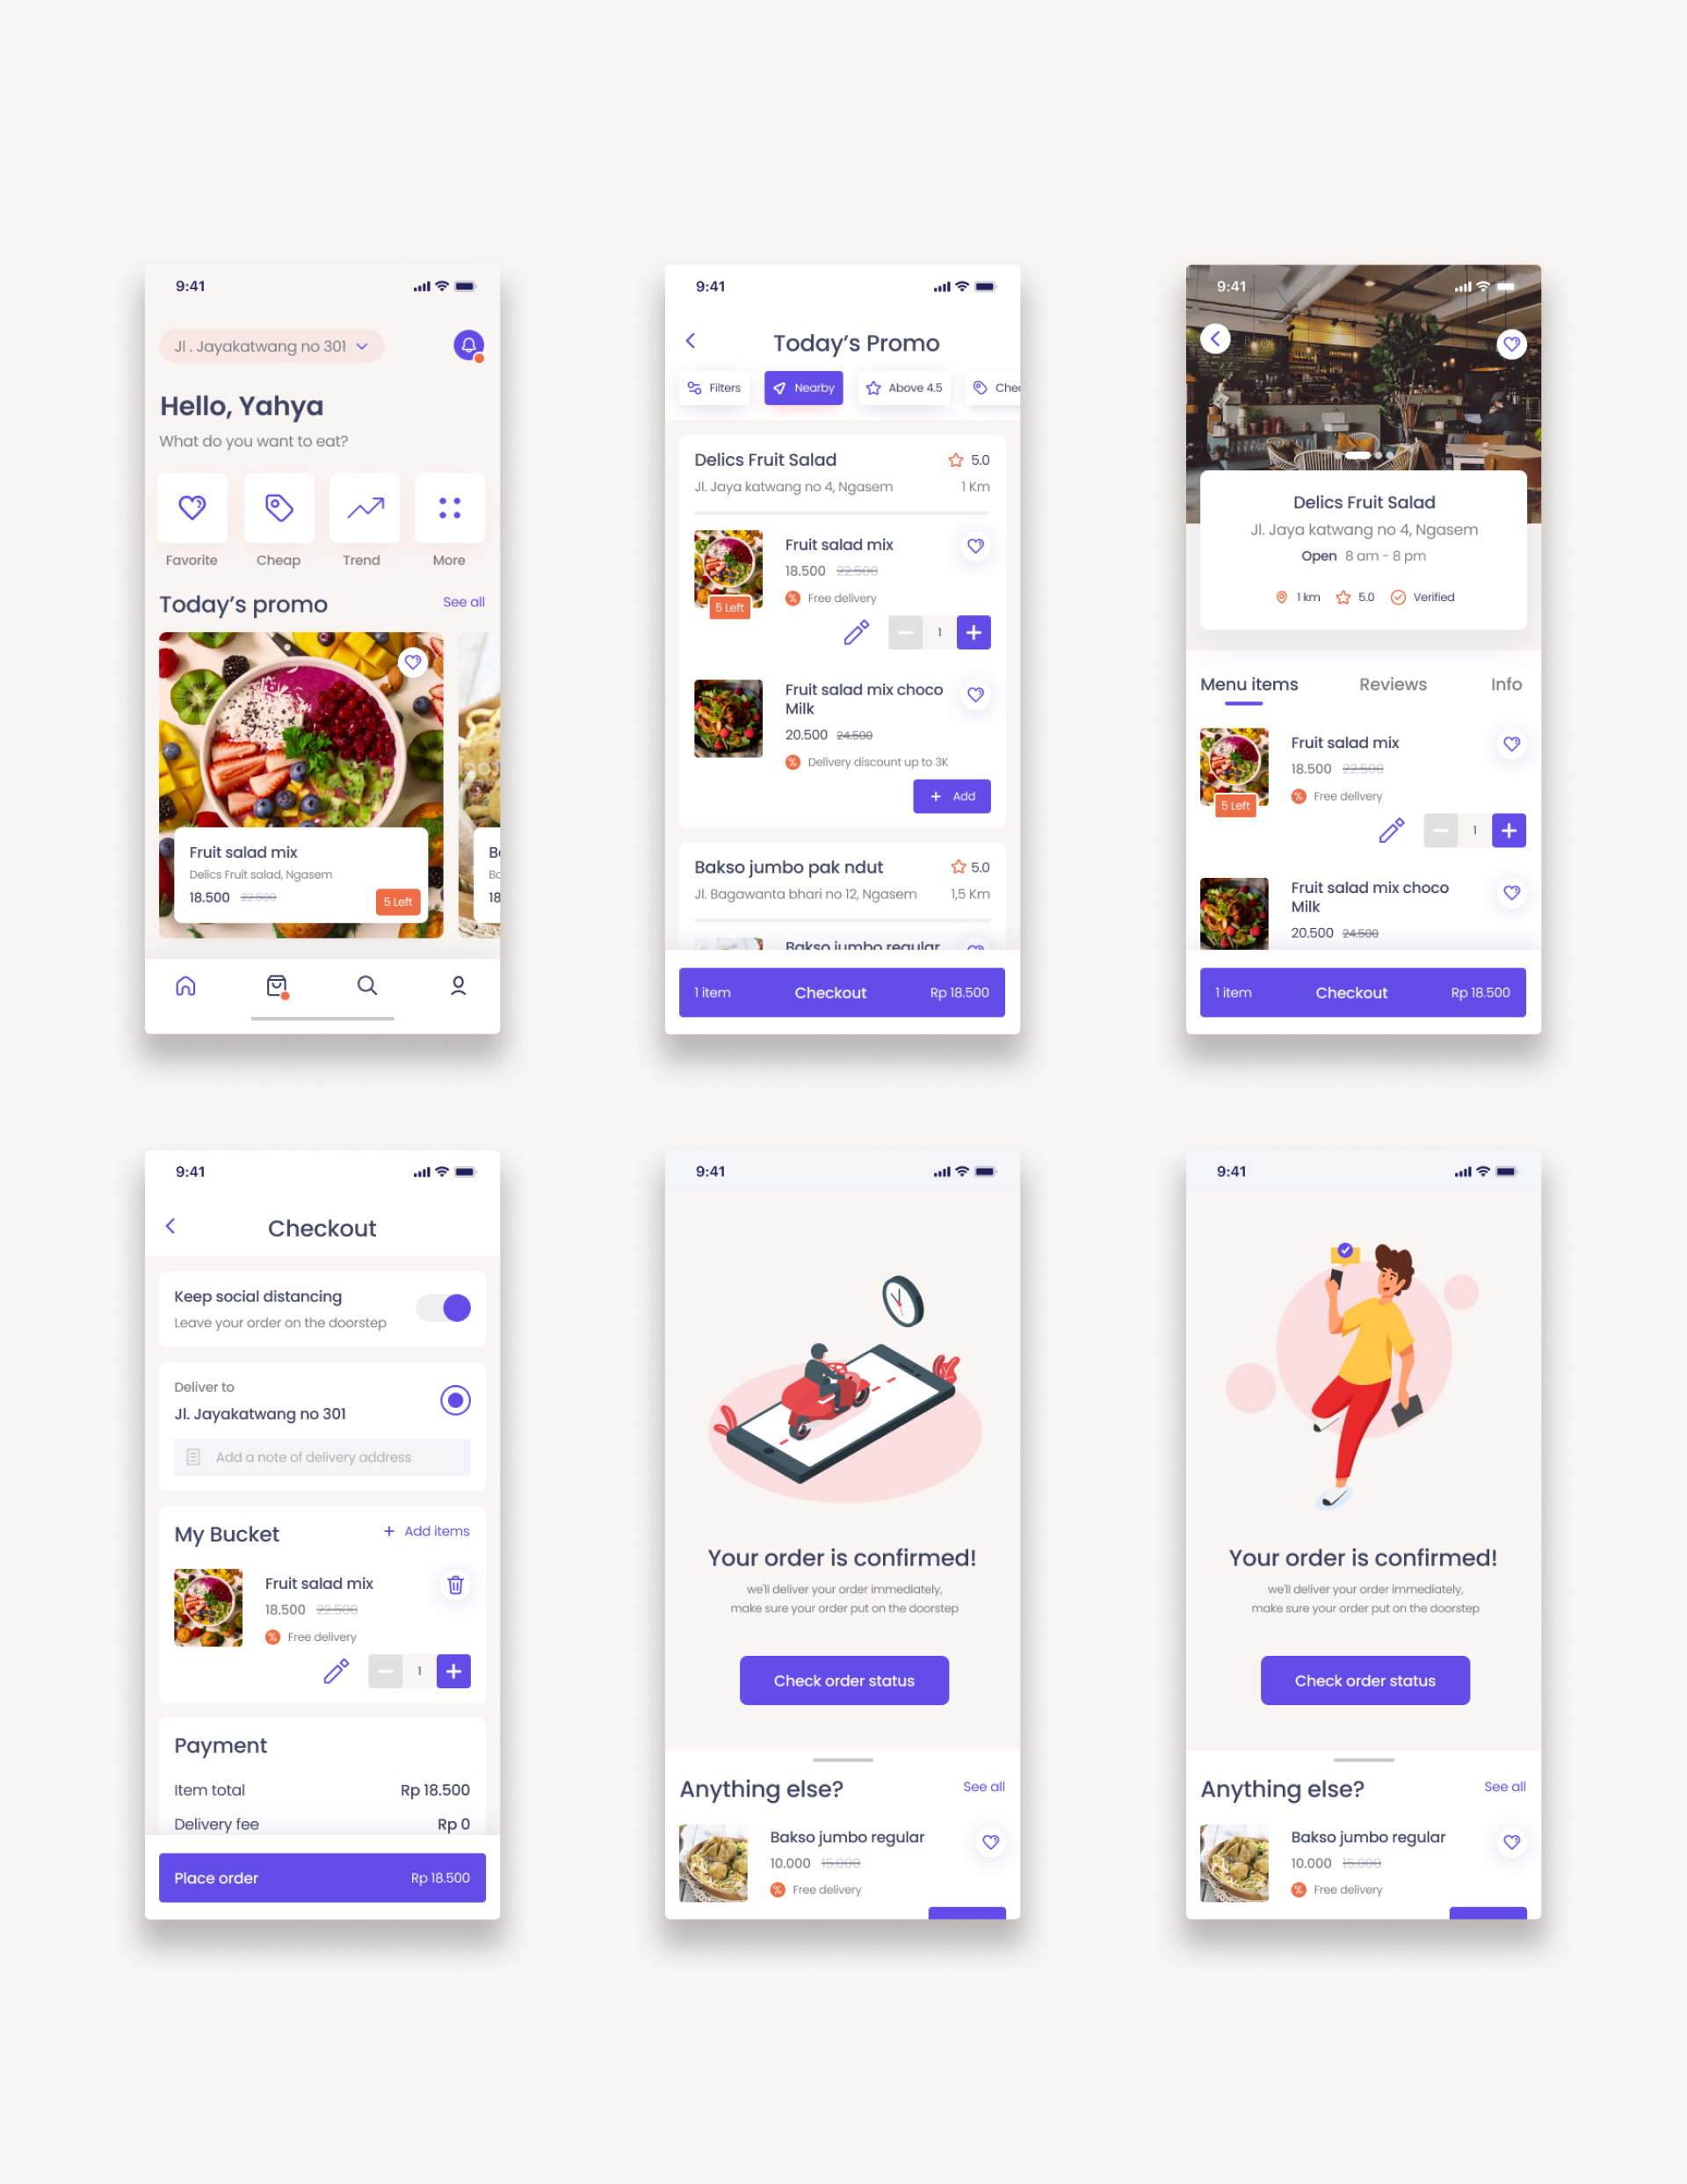 9:41
Jl . Jayakatwang no 301
Hello, Yahya
What do you want to eat?
Favorite Cheap Trend More
Today's promo See all
Fruit salad mix
Delics Fruit salad, Ngasem
18.500 22.500
5 Left
18
9:41
Today's Promo
Filters Nearby Above 4.5
Delics Fruit Salad 5.0
Jl. Jaya katwang no 4, Ngasem 1 Km
Fruit salad mix
18.500 22.500
Free delivery
5 Left
1
Fruit salad mix choco
Milk
20.500 24.500
Delivery discount up to 3K
+ Add
Bakso jumbo pak ndut 5.0
Jl. Bagawanta bhari no 12, Ngasem 1,5 Km
Bakso jumbo regular
1 item Checkout Rp 18.500
9:41
Delics Fruit Salad
Jl. Jaya katwang no 4, Ngasem
Open 8 am - 8 pm
1 km 5.0 Verified
Menu items Reviews Info
Fruit salad mix
18.500 22.500
Free delivery
5 Left
1
Fruit salad mix choco
Milk
20.500 24.500
1 item Checkout Rp 18.500
9:41
Checkout
Keep social distancing
Leave your order on the doorstep
Deliver to
Jl. Jayakatwang no 301
Add a note of delivery address
My Bucket + Add items
Fruit salad mix
18.500 22.500
Free delivery
1
Payment
Item total Rp 18.500
Delivery fee Rp 0
Place order Rp 18.500
9:41
Your order is confirmed!
we'll deliver your order immediately,
make sure your order put on the doorstep
Check order status
Anything else? See all
Bakso jumbo regular
10.000 15.000
Free delivery
9:41
Your order is confirmed!
we'll deliver your order immediately,
make sure your order put on the doorstep
Check order status
Anything else? See all
Bakso jumbo regular
10.000 15.000
Free delivery